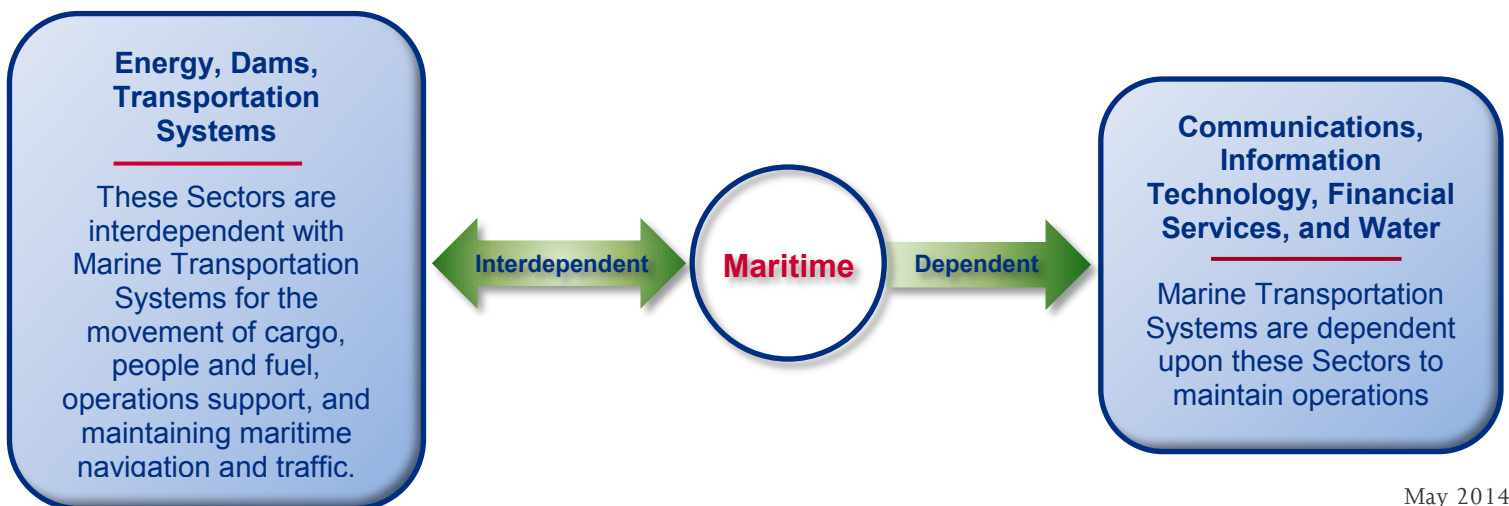 Energy, Dams,
Transportation
Systems
These Sectors are
interdependent with
Marine Transportation
Systems for the
movement of cargo,
people and fuel,
operations support, and
maintaining maritime
navigation and traffic.
Interdependent
Maritime
Dependent
Communications,
Information
Technology, Financial
Services, and Water
Marine Transportation
Systems are dependent
upon these Sectors to
maintain operations
May 2014